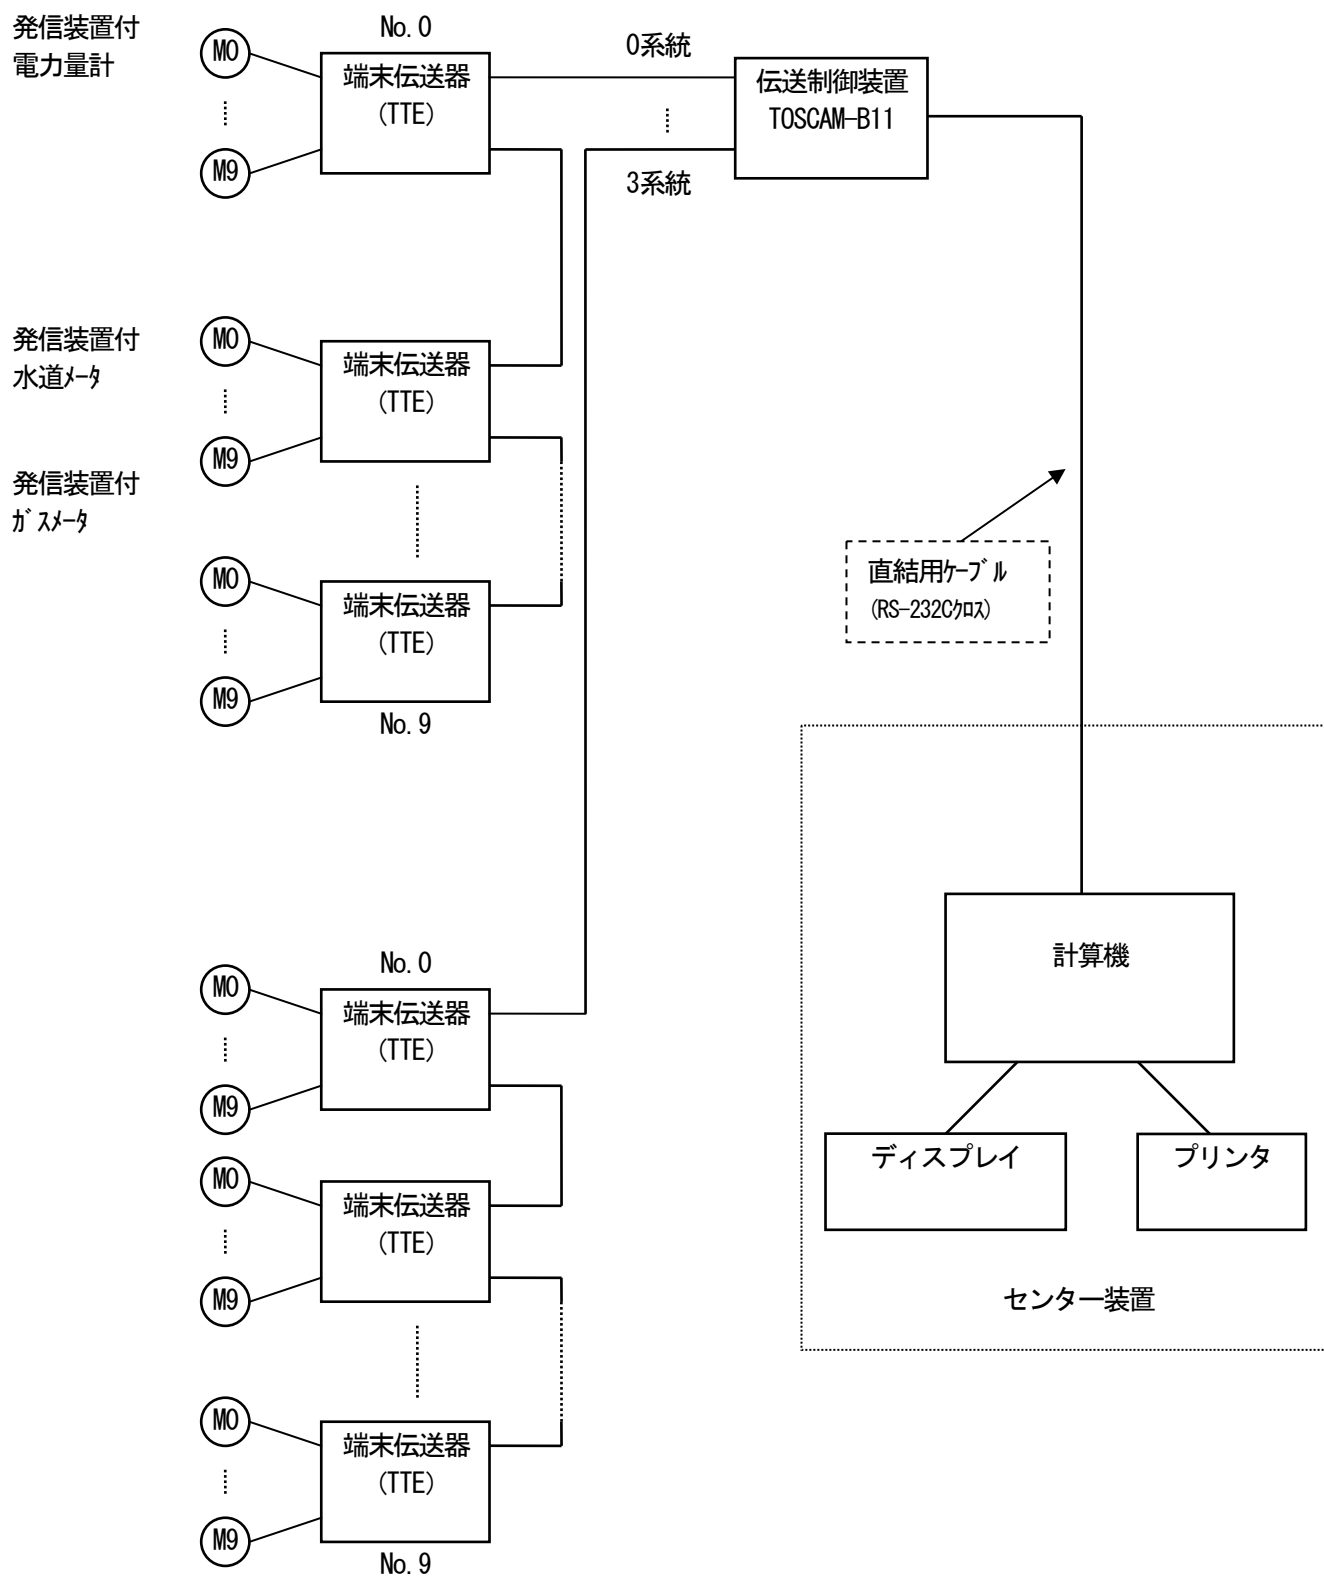 発信装置付
電力量計
M0
M9
No.0
端末伝送器
(TTE)
0系統
3系統
伝送制御装置
TOSCAM-B11
発信装置付
水道ﾒｰﾀ
M0
M9
端末伝送器
(TTE)
発信装置付
ｶﾞｽﾒｰﾀ
M0
M9
端末伝送器
(TTE)
No.9
直結用ｹｰﾌﾞﾙ
(RS-232Cｸﾛｽ)
No.0
M0
M9
端末伝送器
(TTE)
M0
M9
端末伝送器
(TTE)
M0
M9
端末伝送器
(TTE)
No.9
計算機
ディスプレイ
プリンタ
センター装置